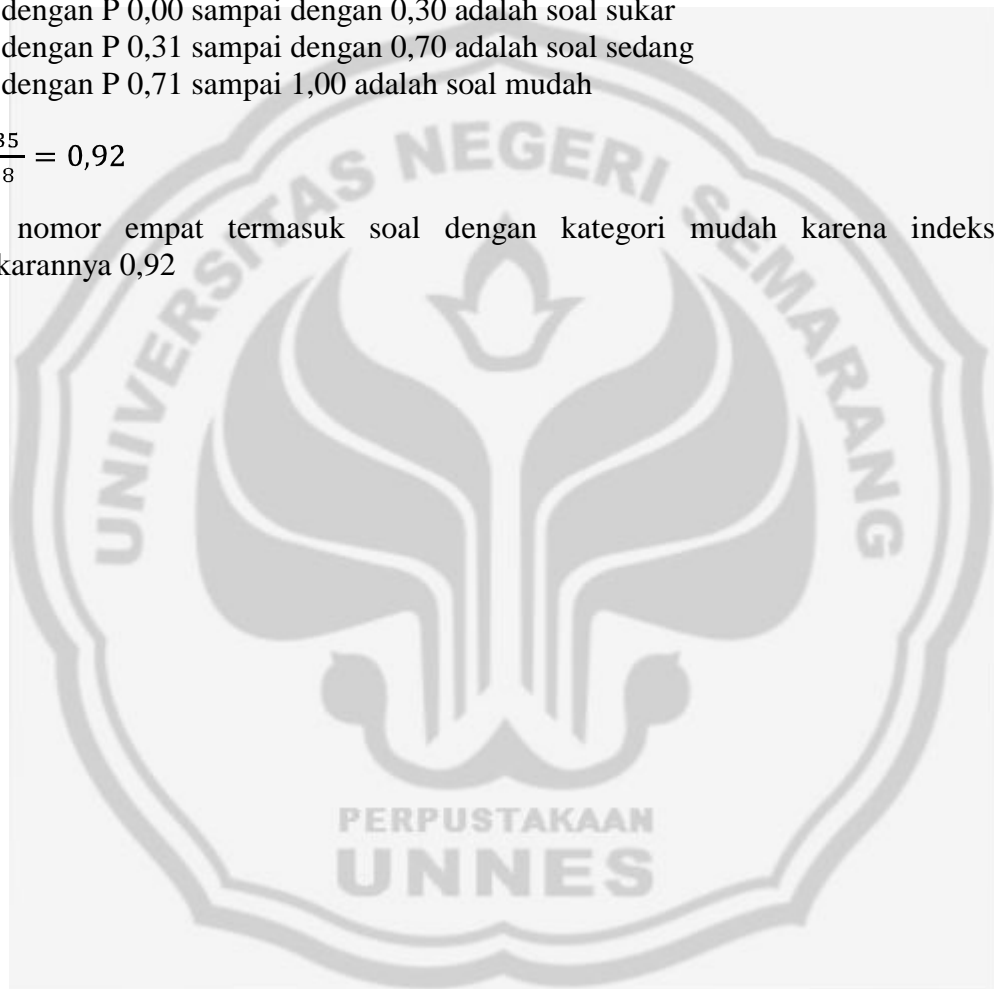 dengan P 0,00 sampai dengan 0,30 adalah soal sukar
dengan P 0,31 sampai dengan 0,70 adalah soal sedang
dengan P 0,71 sampai 1,00 adalah soal mudah
35
8 = 0,92
nomor empat termasuk soal dengan kategori mudah karena indeks
karannya 0,92
UNIVERSITAS NEGERI SEMARANG
PERPUSTAKAAN
UNNES